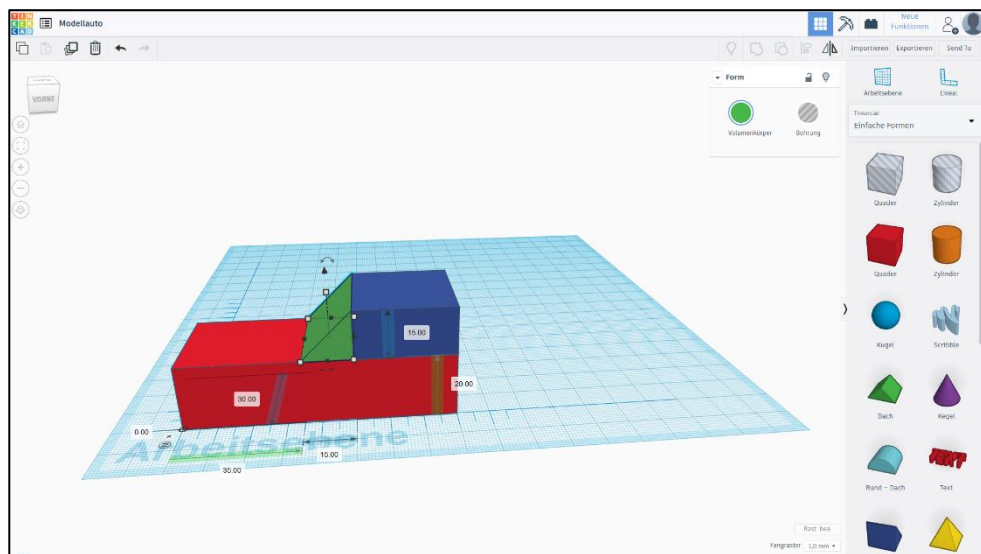 TIN
KER
CAD
Modellauto
Neue
Funktionen
Importieren Exportieren Send To
VORNE
Form
Volumenkörper Bohrung
Arbeitsebene Lineal
Tinkercad
Einfache Formen
Quader Zylinder
Quader Zylinder
Kugel Scribble
Dach Kegel
Rund – Dach Text
TEXT
15.00
20.00
30.00
0.00
Arbeitsebene
15.00
35.00
Rast. bea
Fangraster 1,0 mm